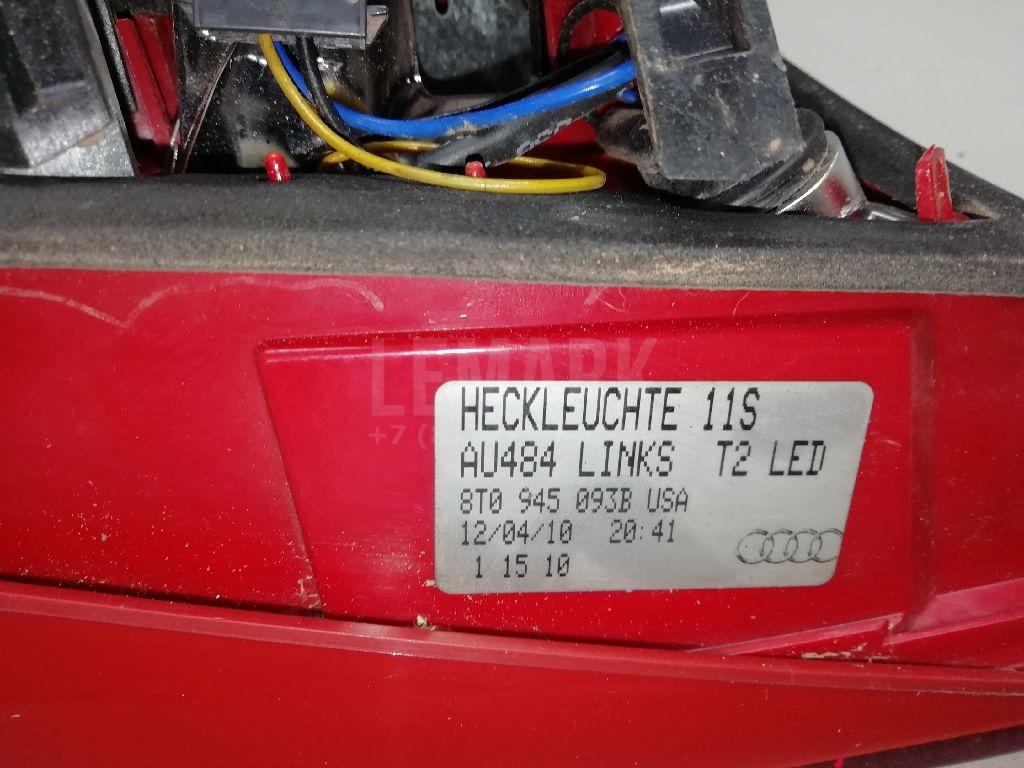 LEMARK
HECKLEUCHTE 11S
AU484 LINKS T2 LED
8T0 945 093B USA
12/04/10 20:41
1 15 10